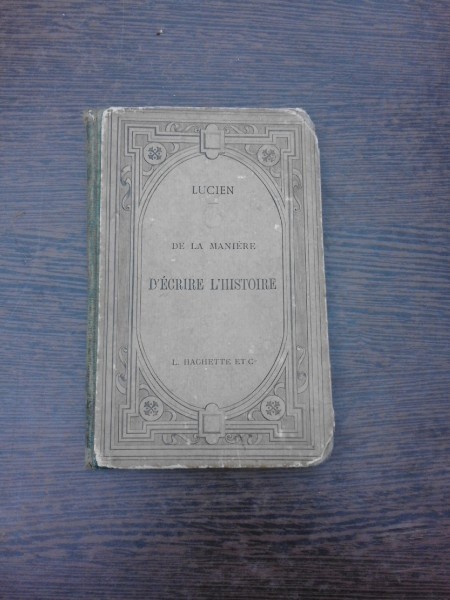 LUCIEN
DE LA MANIÈRE
D'ÉCRIRE L'HISTOIRE
L. HACHETTE ET Cie